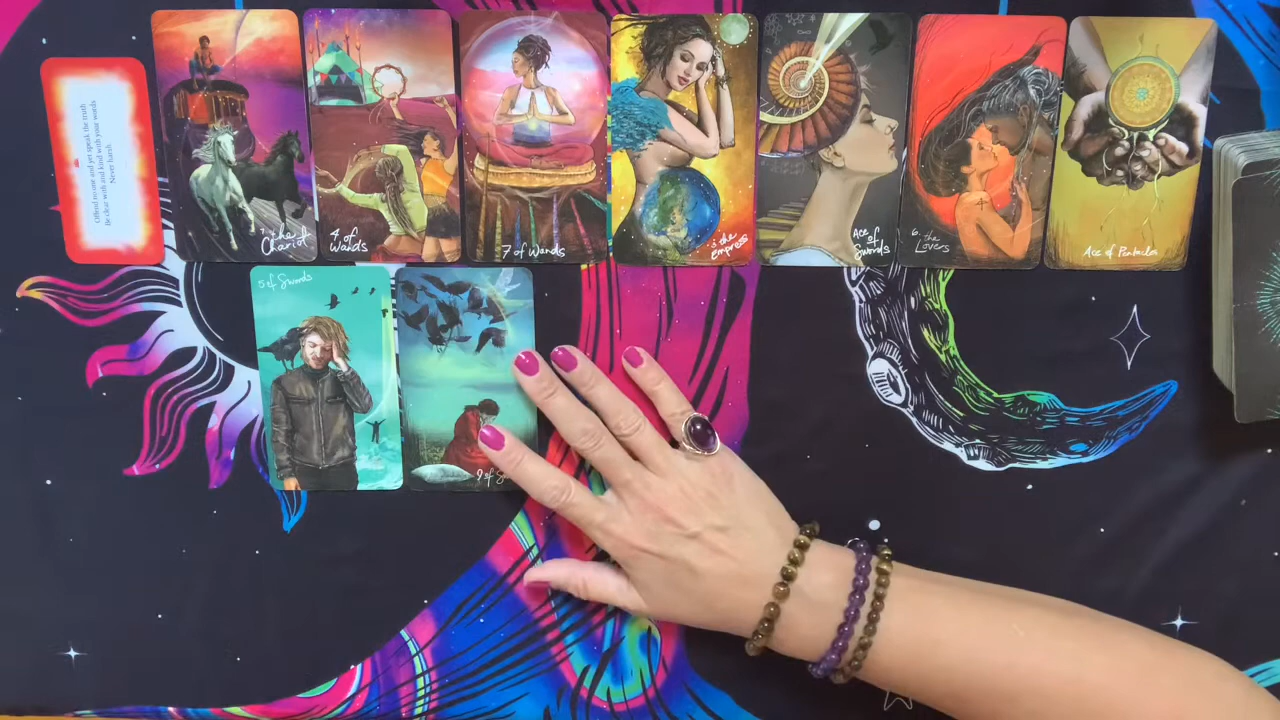 Offend no one and yet speak the truth
Be clear with and kind with your words
Never harsh
7. the
Chariot
4 of
Wands
7 of Wands
3 the
Empress
Ace
of
Swords
6. the
Lovers
Ace of Pentacles
5 of Swords
9 of S